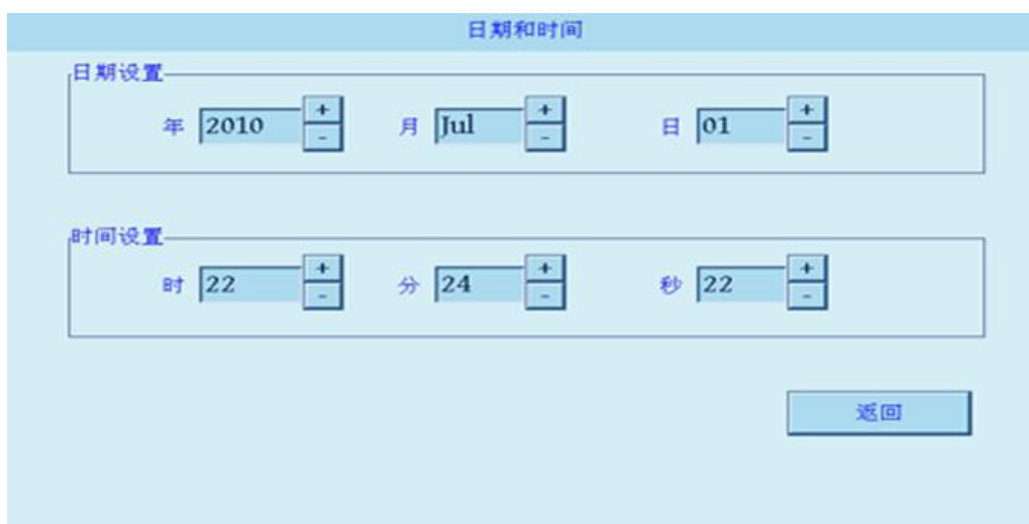 日期和时间
日期设置
年 2010 + - 月 Jul + - 日 01 + -
时间设置
时 22 + - 分 24 + - 秒 22 + -
返回